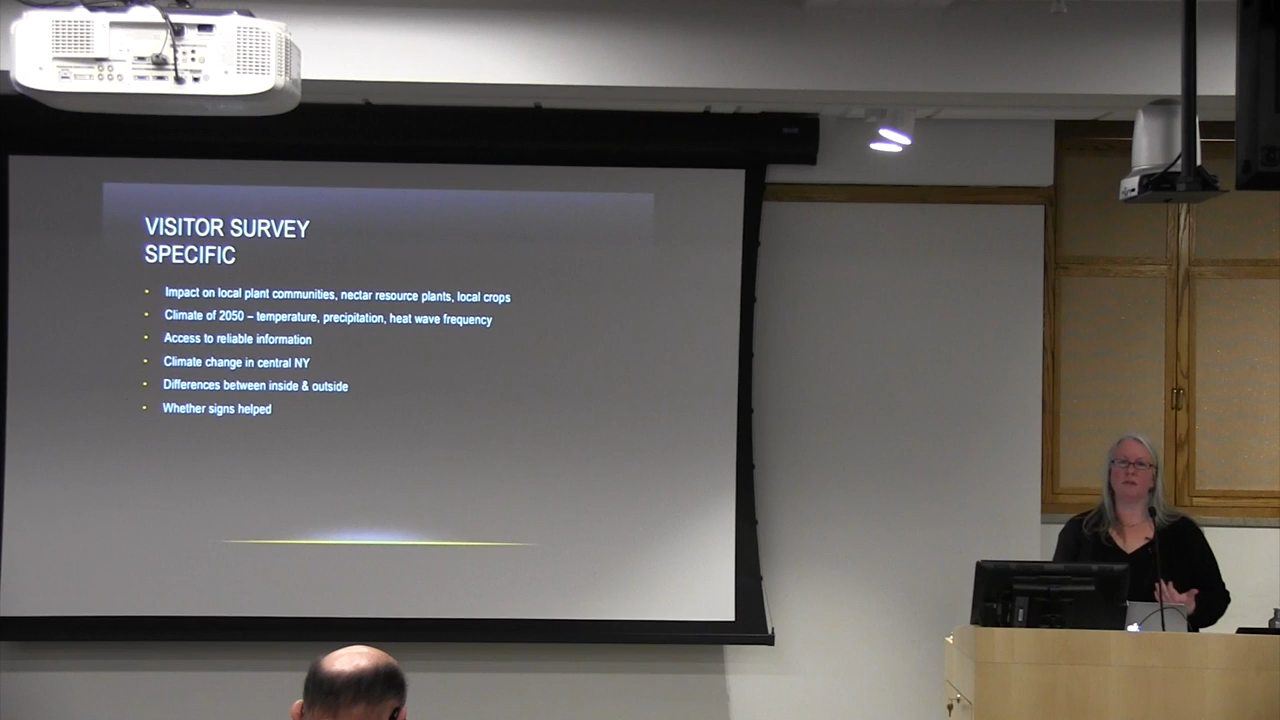 VISITOR SURVEY
SPECIFIC
• Impact on local plant communities, nectar resource plants, local crops
• Climate of 2050 – temperature, precipitation, heat wave frequency
• Access to reliable information
• Climate change in central NY
• Differences between inside & outside
• Whether signs helped